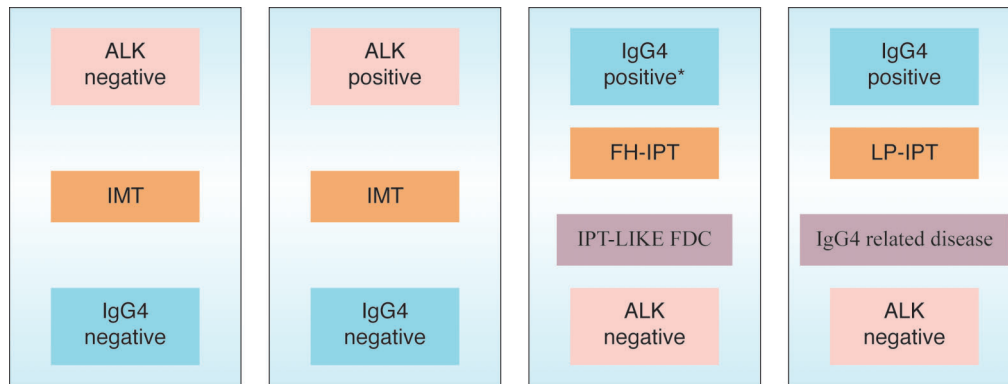 ALK
negative
IMT
IgG4
negative
ALK
positive
IMT
IgG4
negative
IgG4
positive*
FH-IPT
IPT-LIKE FDC
ALK
negative
IgG4
positive
LP-IPT
IgG4 related disease
ALK
negative